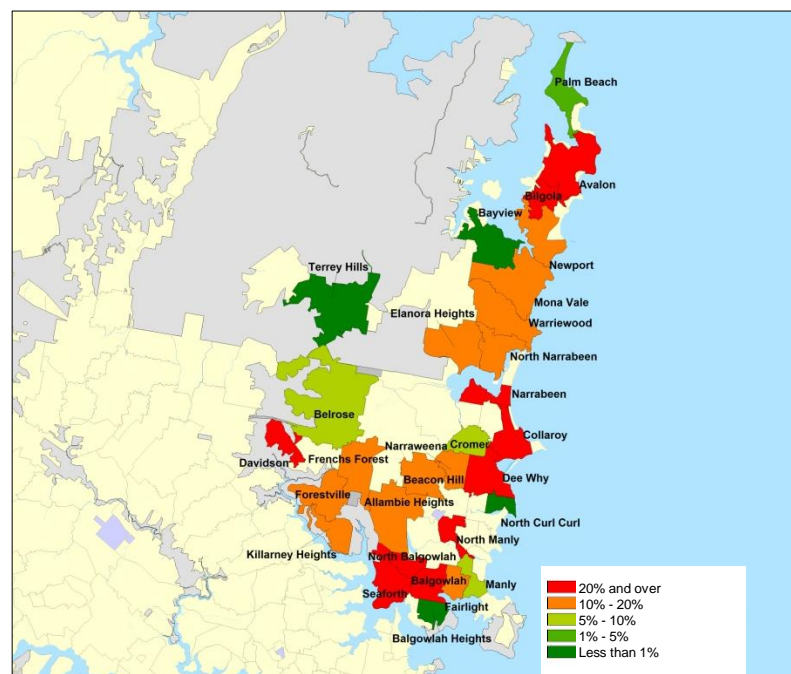 Palm Beach
Avalon
Bilgola
Bayview
Newport
Terrey Hills
Mona Vale
Elanora Heights
Warriewood
North Narrabeen
Narrabeen
Belrose
Collaroy
Narraweena
Cromer
Davidson
Frenchs Forest
Beacon Hill
Dee Why
Forestville
Allambie Heights
North Curl Curl
North Manly
Killarney Heights
North Balgowlah
Balgowlah
Manly
Seaforth
Fairlight
Balgowlah Heights
20% and over
10% - 20%
5% - 10%
1% - 5%
Less than 1%